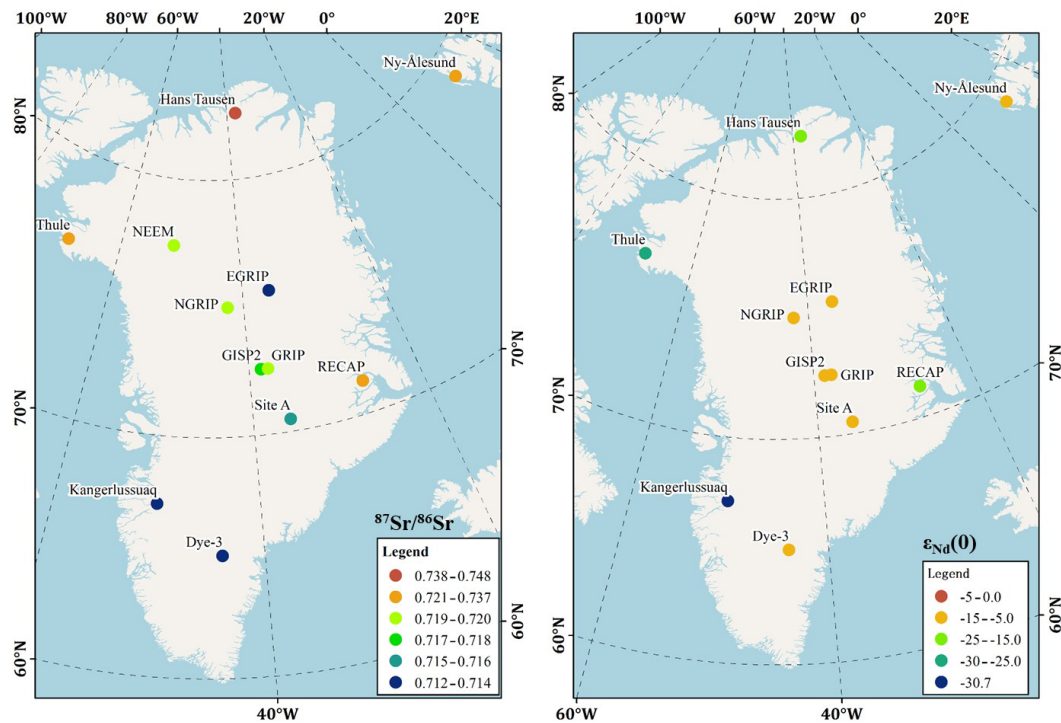 100°W 80°W 60°W 40°W 20°W 0° 20°E
80°N
70°N
60°N
70°N
60°N
40°W
Ny-Ålesund
Hans Tausen
Thule
NEEM
EGRIP
NGRIP
GISP2 GRIP
RECAP
Site A
Kangerlussuaq
Dye-3
⁸⁷Sr/⁸⁶Sr
Legend
0.738–0.748
0.721–0.737
0.719–0.720
0.717–0.718
0.715–0.716
0.712–0.714
100°W 80°W 60°W 40°W 20°W 0° 20°E
80°N
70°N
60°N
70°N
60°N
60°W 40°W
Ny-Ålesund
Hans Tausen
Thule
EGRIP
NGRIP
GISP2
GRIP
RECAP
Site A
Kangerlussuaq
Dye-3
εNd(0)
Legend
-5–0.0
-15–-5.0
-25–-15.0
-30–-25.0
-30.7